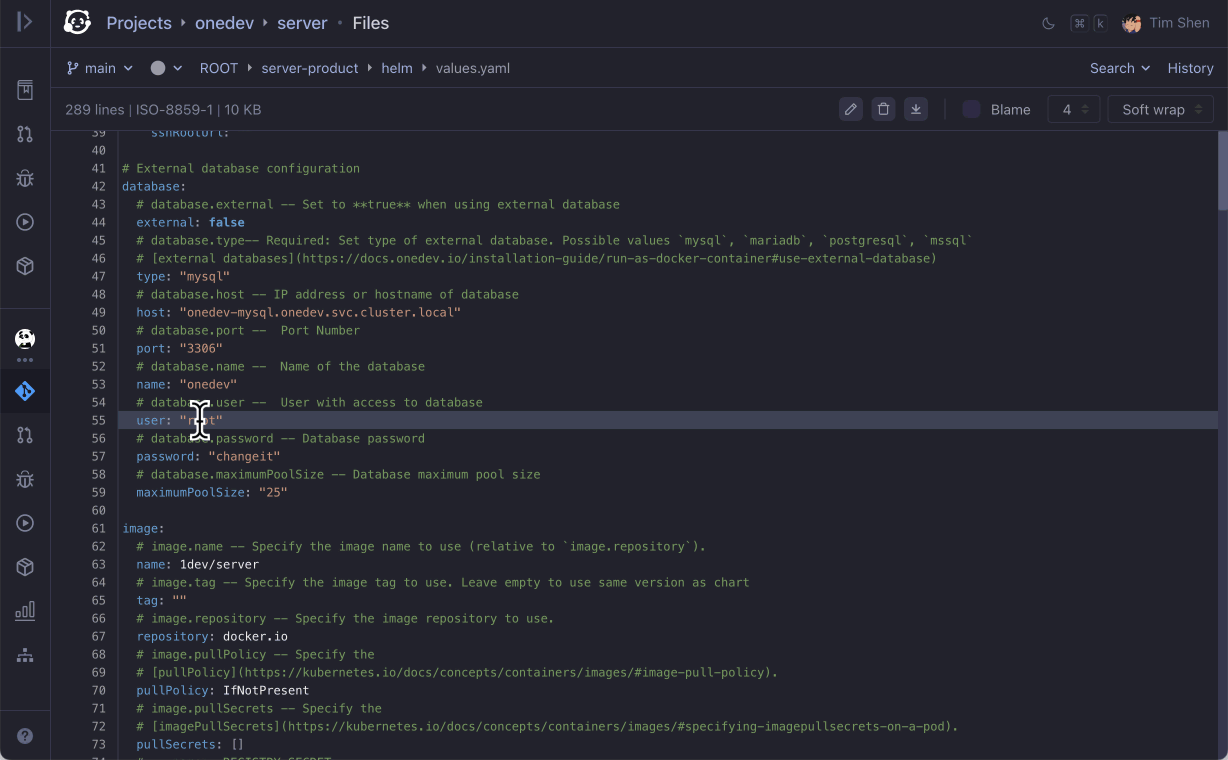 Projects onedev server Files
⌘ k Tim Shen
main ROOT server-product helm values.yaml
Search History
289 lines | ISO-8859-1 | 10 KB
Blame 4 Soft wrap
39 sshRootUrl:
40
41 # External database configuration
42 database:
43 # database.external -- Set to **true** when using external database
44 external: false
45 # database.type-- Required: Set type of external database. Possible values `mysql`, `mariadb`, `postgresql`, `mssql`
46 # [external databases](https://docs.onedev.io/installation-guide/run-as-docker-container#use-external-database)
47 type: "mysql"
48 # database.host -- IP address or hostname of database
49 host: "onedev-mysql.onedev.svc.cluster.local"
50 # database.port --  Port Number
51 port: "3306"
52 # database.name --  Name of the database
53 name: "onedev"
54 # database.user --  User with access to database
55 user: "root"
56 # database.password -- Database password
57 password: "changeit"
58 # database.maximumPoolSize -- Database maximum pool size
59 maximumPoolSize: "25"
60
61 image:
62 # image.name -- Specify the image name to use (relative to `image.repository`).
63 name: 1dev/server
64 # image.tag -- Specify the image tag to use. Leave empty to use same version as chart
65 tag: ""
66 # image.repository -- Specify the image repository to use.
67 repository: docker.io
68 # image.pullPolicy -- Specify the
69 # [pullPolicy](https://kubernetes.io/docs/concepts/containers/images/#image-pull-policy).
70 pullPolicy: IfNotPresent
71 # image.pullSecrets -- Specify the
72 # [imagePullSecrets](https://kubernetes.io/docs/concepts/containers/images/#specifying-imagepullsecrets-on-a-pod).
73 pullSecrets: []